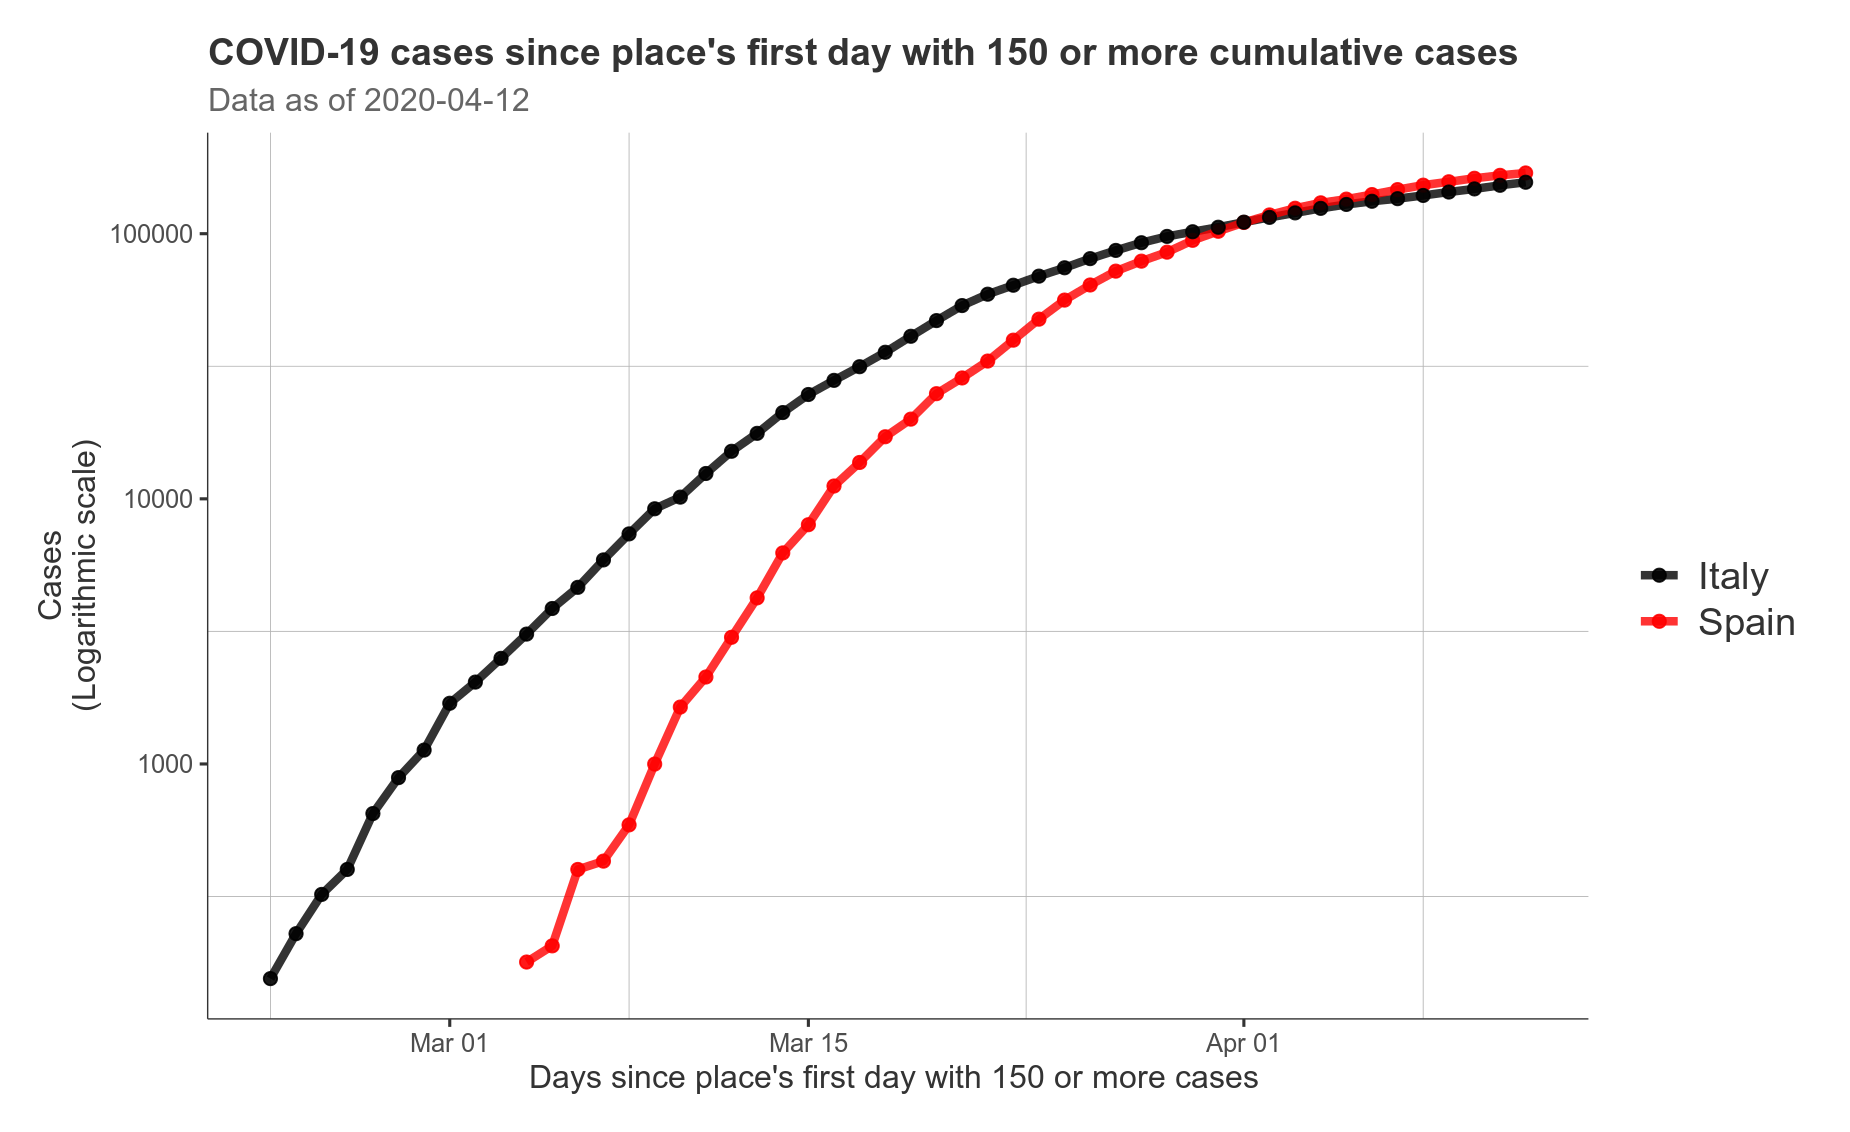 COVID-19 cases since place's first day with 150 or more cumulative cases
Data as of 2020-04-12
100000
10000
1000
Cases
(Logarithmic scale)
Italy
Spain
Mar 01
Mar 15
Apr 01
Days since place's first day with 150 or more cases